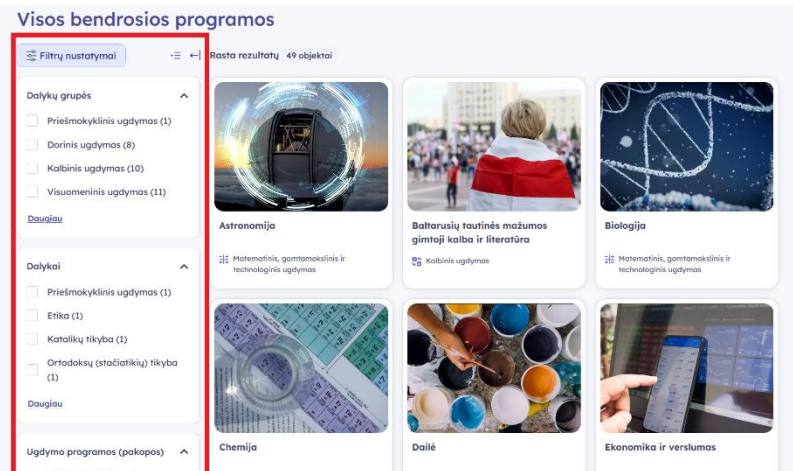 Visos bendrosios programos
Filtrų nustatymai
Rasta rezultatų 49 objektai
Dalykų grupės
Priešmokyklinis ugdymas (1)
Dorinis ugdymas (8)
Kalbinis ugdymas (10)
Visuomeninis ugdymas (11)
Daugiau
Dalykai
Priešmokyklinis ugdymas (1)
Etika (1)
Katalikų tikyba (1)
Ortodoksų (stačiatikių) tikyba
(1)
Daugiau
Ugdymo programos (pakopos)
Astronomija
Matematinis, gamtamokslinis ir
technologinis ugdymas
Baltarusių tautinės mažumos
gimtoji kalba ir literatūra
Kalbinis ugdymas
Biologija
Matematinis, gamtamokslinis ir
technologinis ugdymas
Chemija
Dailė
Ekonomika ir verslumas